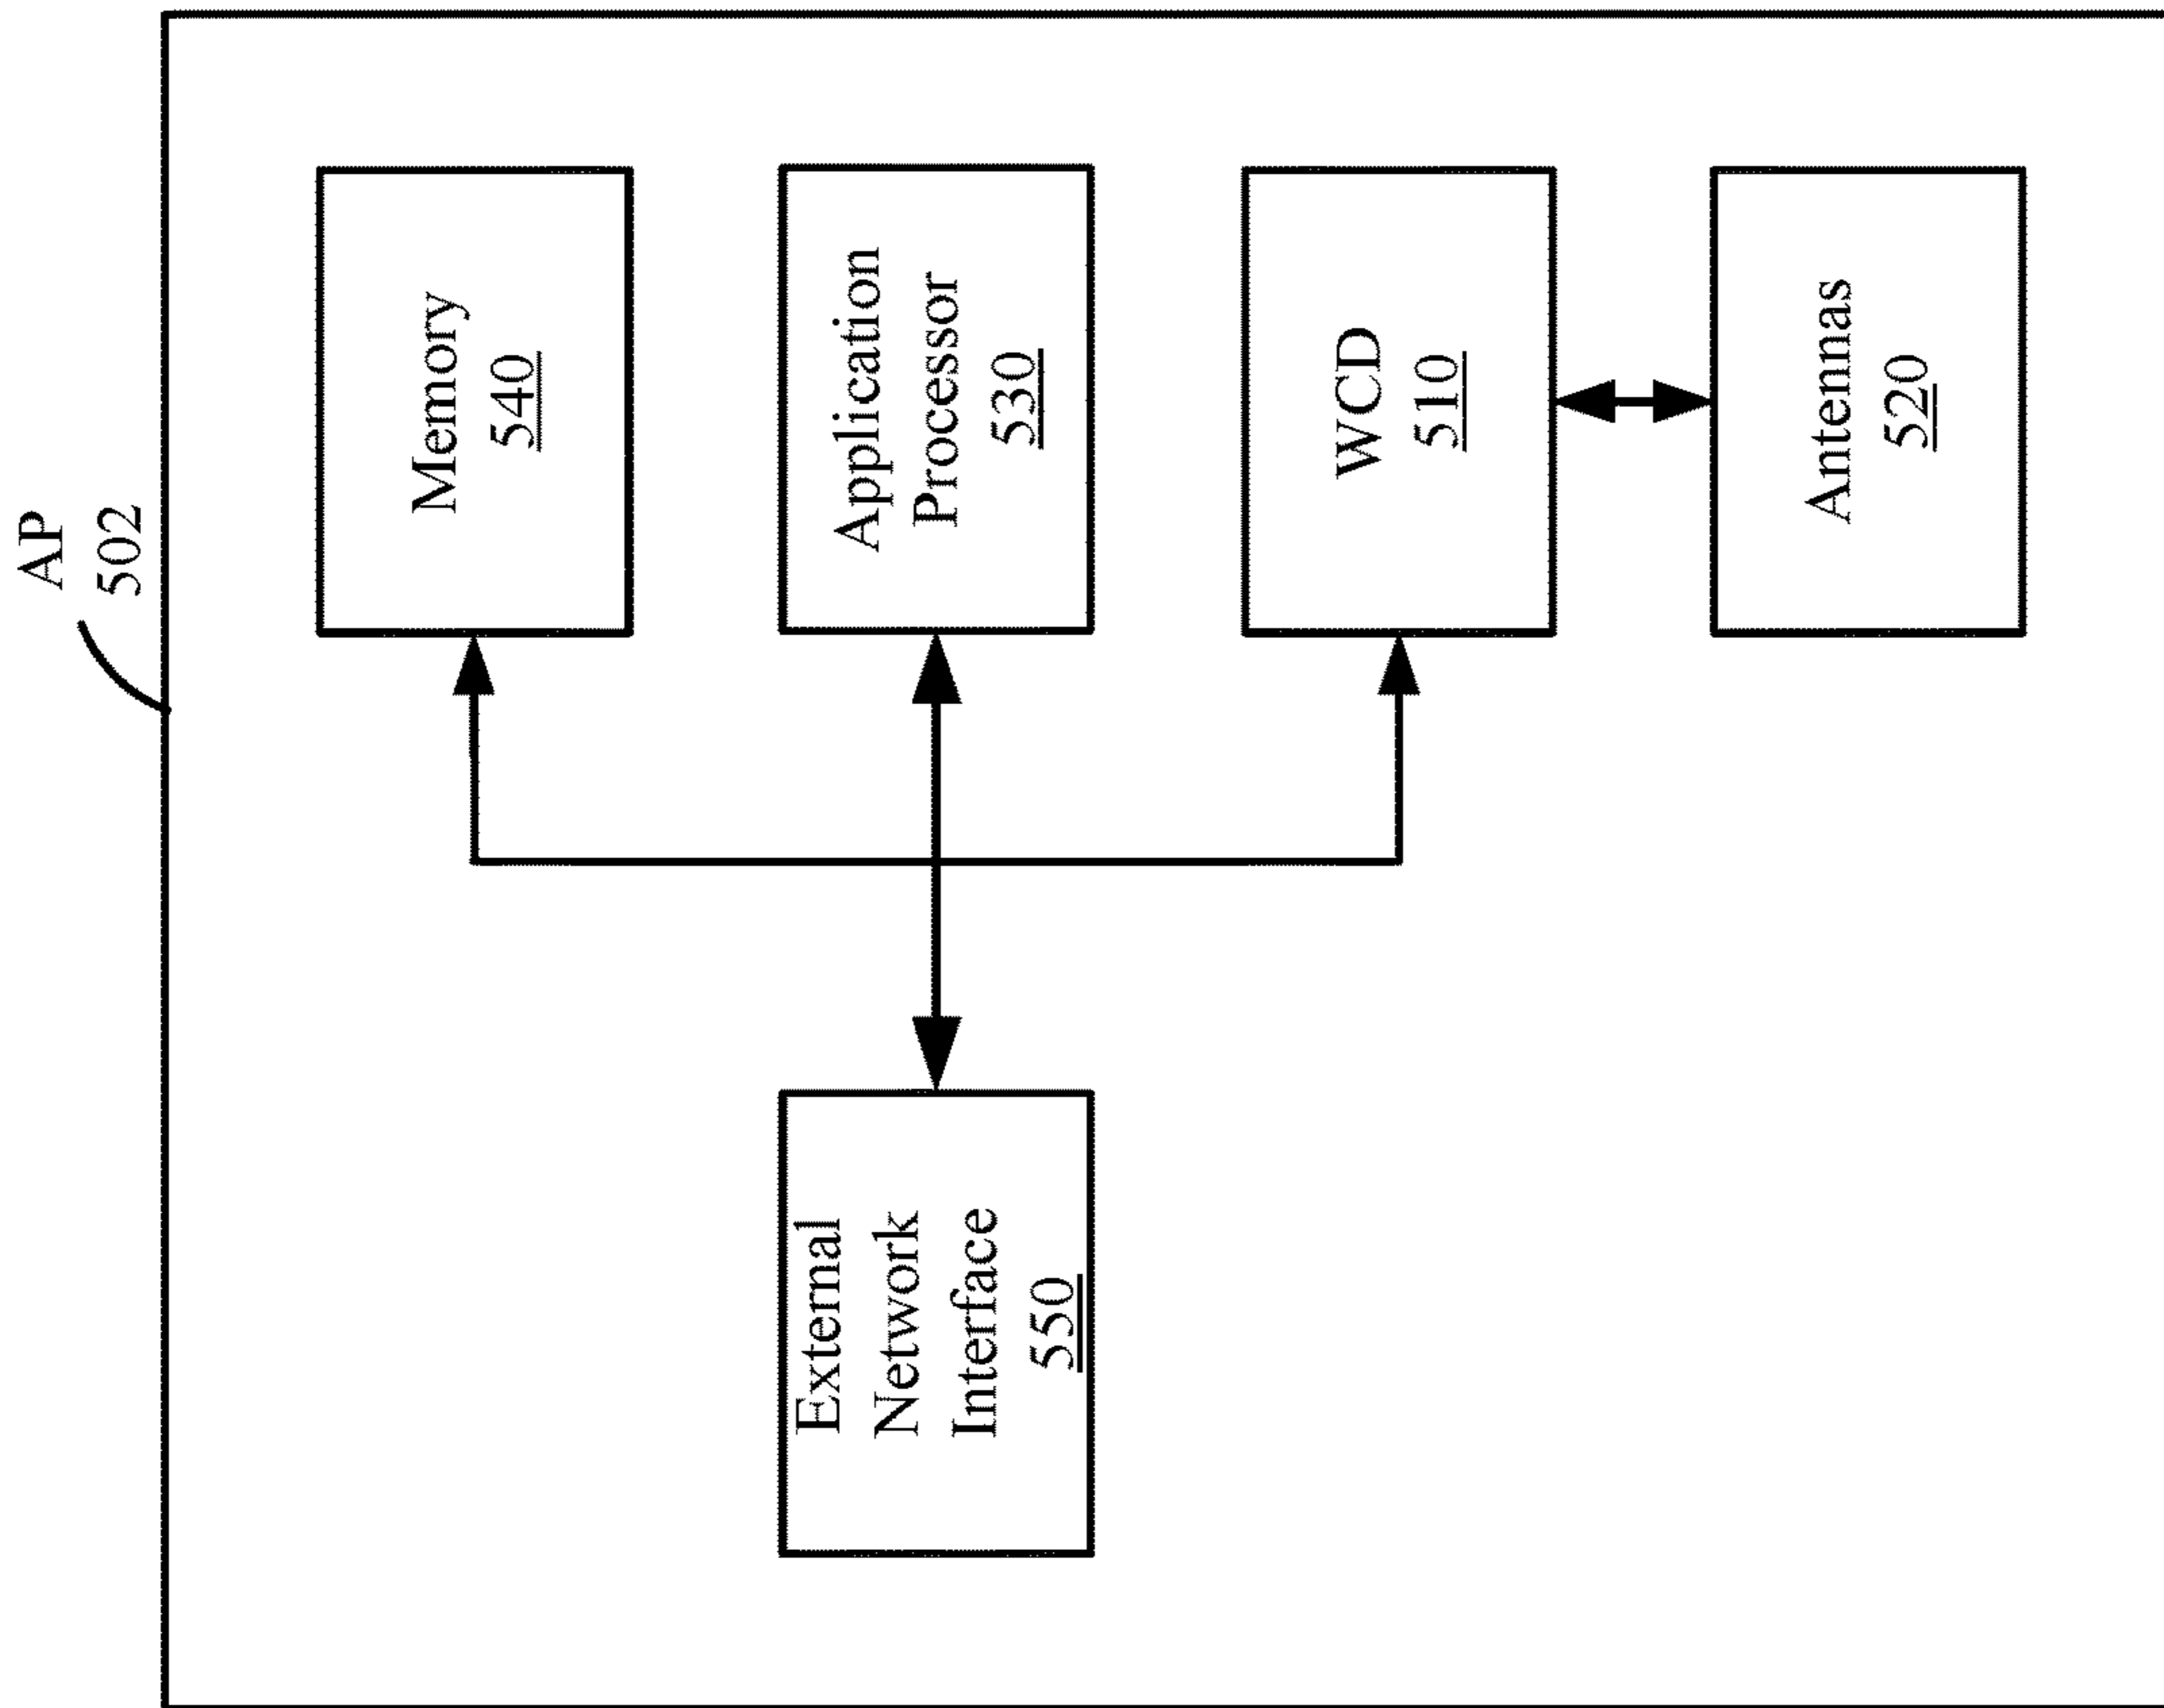 AP
502
Memory
540
Application
Processor
530
WCD
510
Antennas
520
External
Network
Interface
550